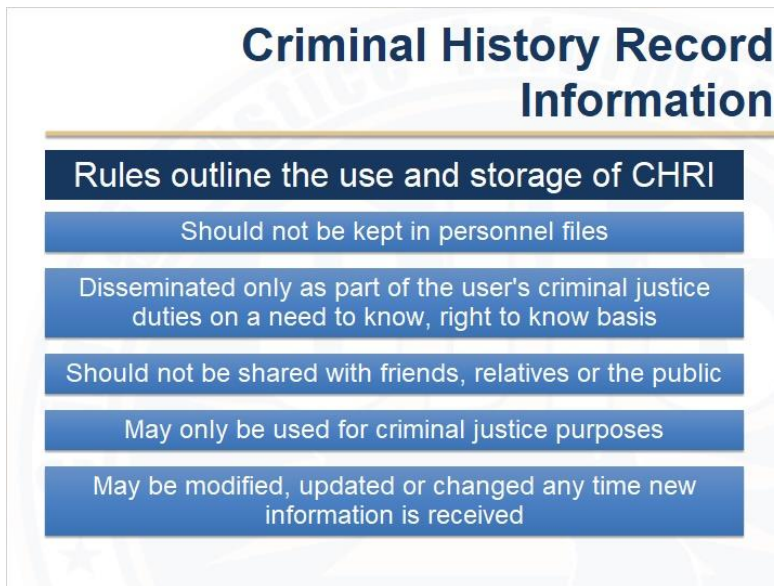 Criminal History Record
Information
Rules outline the use and storage of CHRI
Should not be kept in personnel files
Disseminated only as part of the user's criminal justice
duties on a need to know, right to know basis
Should not be shared with friends, relatives or the public
May only be used for criminal justice purposes
May be modified, updated or changed any time new
information is received